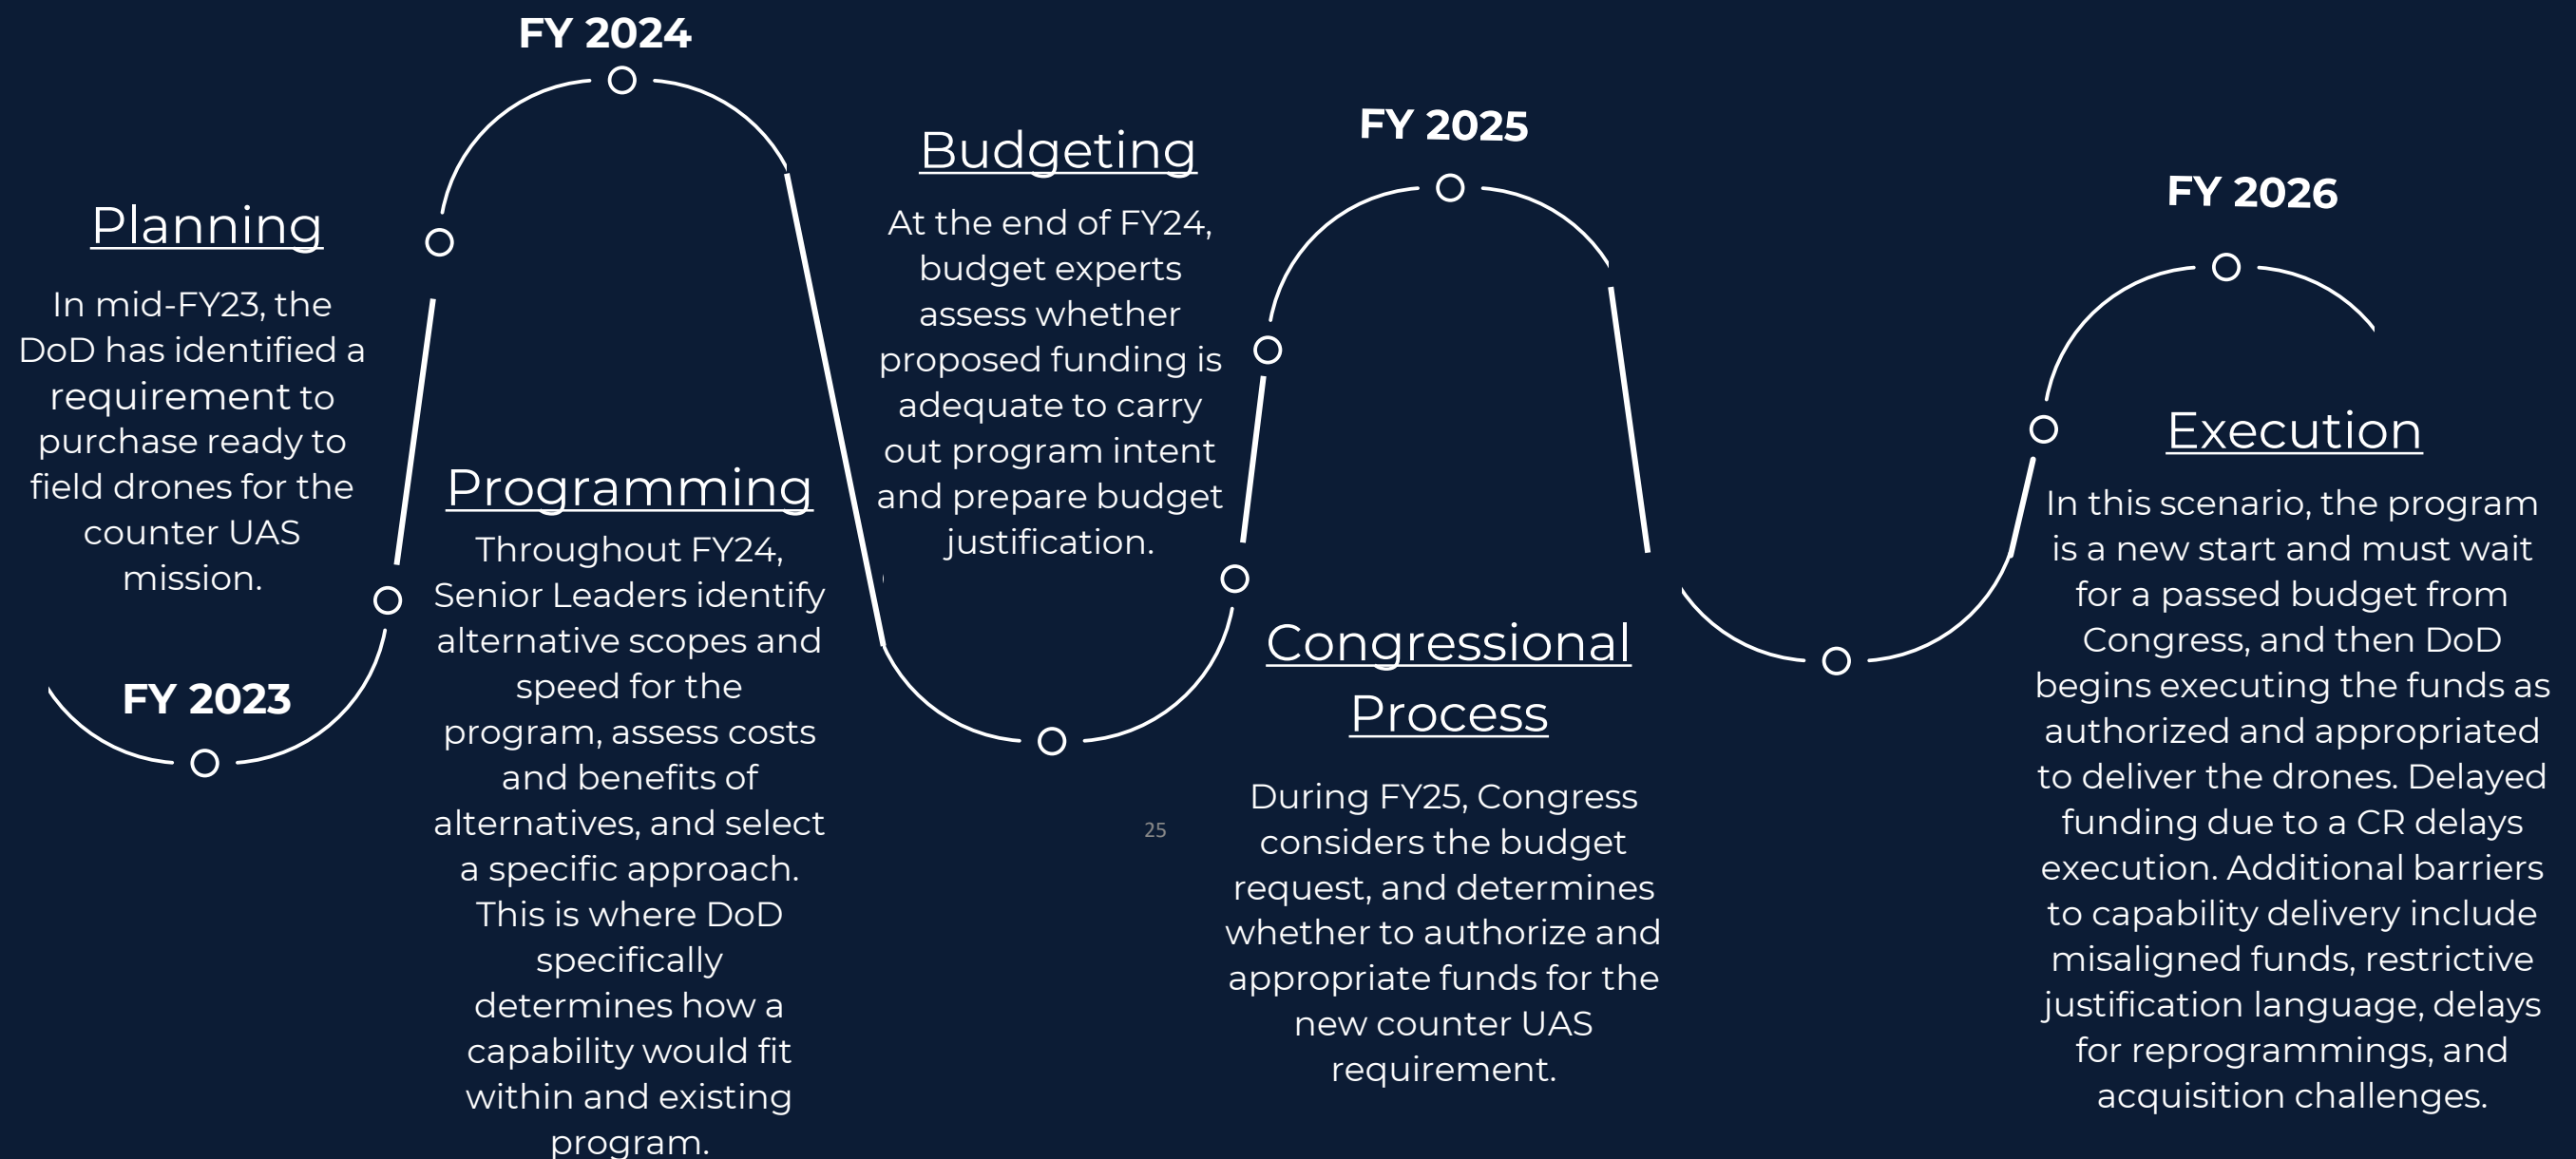 FY 2023
Planning
In mid-FY23, the
DoD has identified a
requirement to
purchase ready to
field drones for the
counter UAS
mission.
FY 2024
Programming
Throughout FY24,
Senior Leaders identify
alternative scopes and
speed for the
program, assess costs
and benefits of
alternatives, and select
a specific approach.
This is where DoD
specifically
determines how a
capability would fit
within and existing
program.
Budgeting
At the end of FY24,
budget experts
assess whether
proposed funding is
adequate to carry
out program intent
and prepare budget
justification.
FY 2025
Congressional
Process
During FY25, Congress
considers the budget
request, and determines
whether to authorize and
appropriate funds for the
new counter UAS
requirement.
FY 2026
Execution
In this scenario, the program
is a new start and must wait
for a passed budget from
Congress, and then DoD
begins executing the funds as
authorized and appropriated
to deliver the drones. Delayed
funding due to a CR delays
execution. Additional barriers
to capability delivery include
misaligned funds, restrictive
justification language, delays
for reprogrammings, and
acquisition challenges.
25